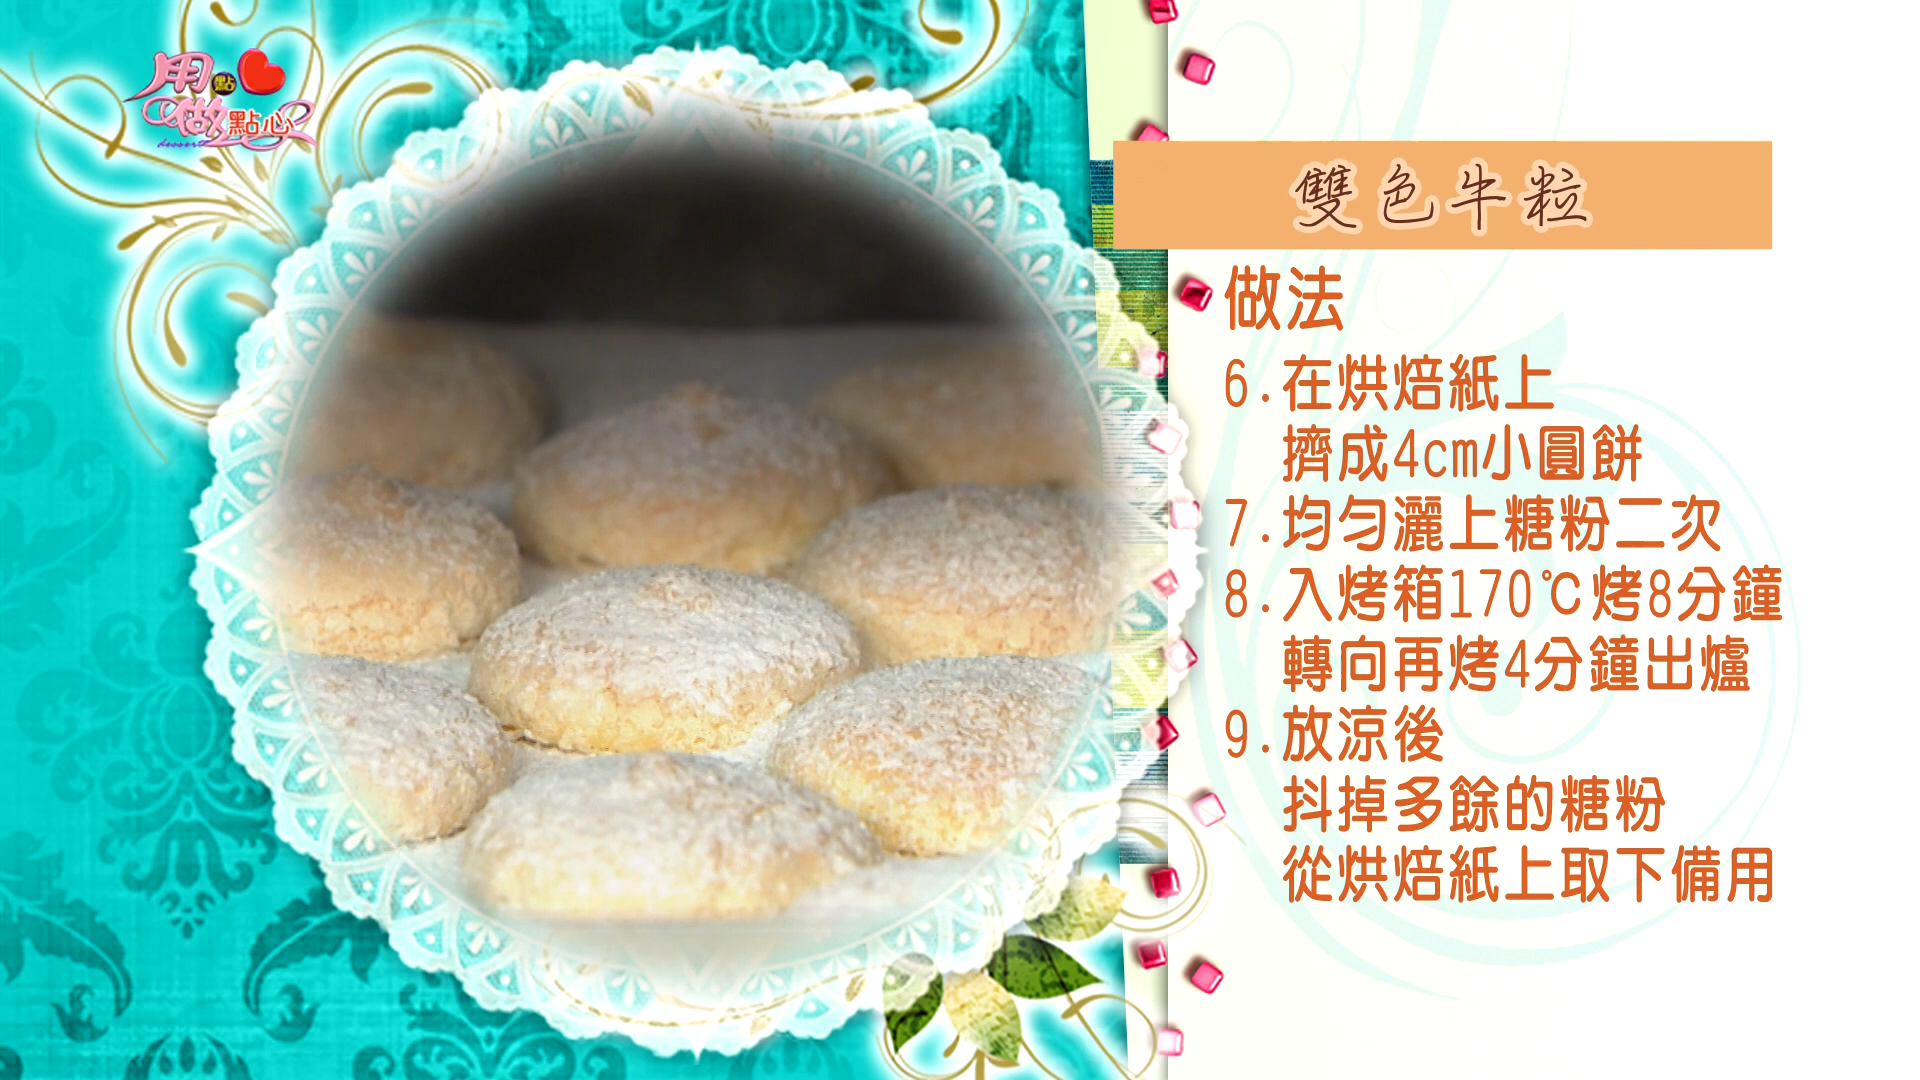 用點
做點心
dessert
雙色牛粒
做法
6.在烘焙紙上
擠成4cm小圓餅
7.均勻灑上糖粉二次
8.入烤箱170℃烤8分鐘
轉向再烤4分鐘出爐
9.放涼後
抖掉多餘的糖粉
從烘焙紙上取下備用